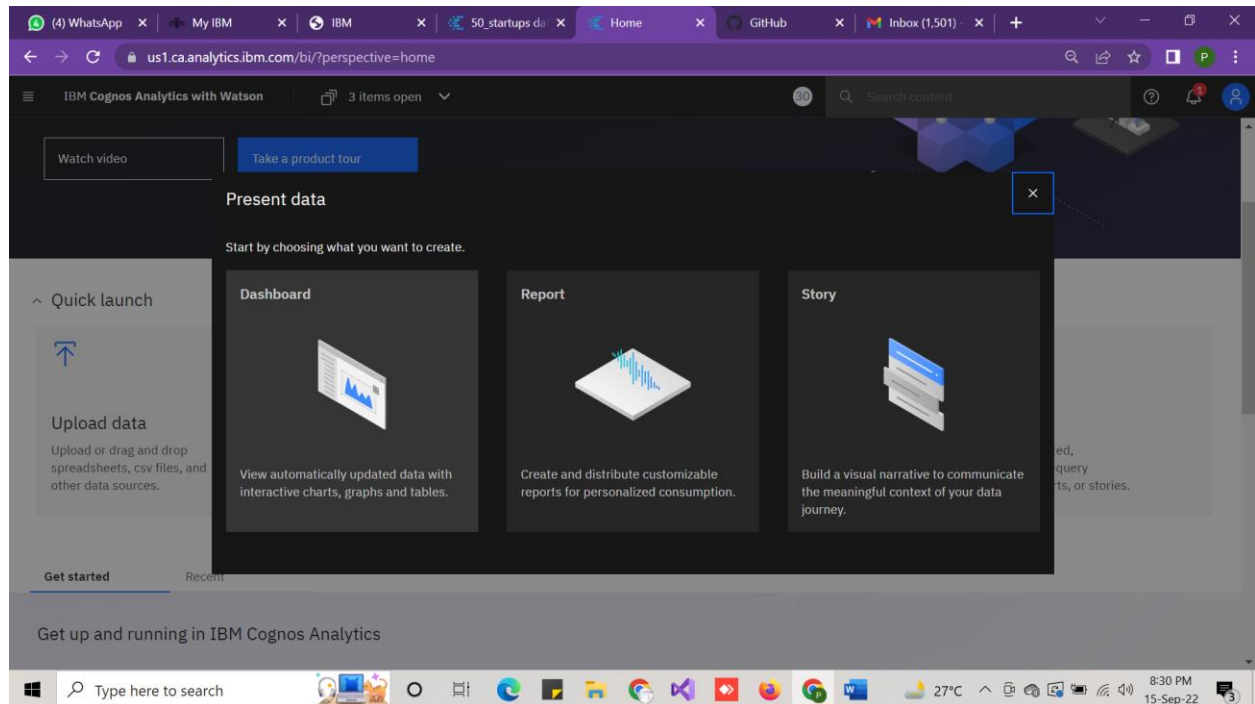 (4) WhatsApp
My IBM
IBM
50_startups da
Home
GitHub
Inbox (1,501) -
us1.ca.analytics.ibm.com/bi/?perspective=home
P
IBM Cognos Analytics with Watson
3 items open
30
Search content
1
Watch video
Take a product tour
Present data
Start by choosing what you want to create.
Quick launch
Dashboard
Report
Story
Upload data
Upload or drag and drop
spreadsheets, csv files, and
other data sources.
View automatically updated data with
interactive charts, graphs and tables.
Create and distribute customizable
reports for personalized consumption.
Build a visual narrative to communicate
the meaningful context of your data
journey.
ted,
query
rts, or stories.
Get started
Recent
Get up and running in IBM Cognos Analytics
Type here to search
27°C
8:30 PM
15-Sep-22
3